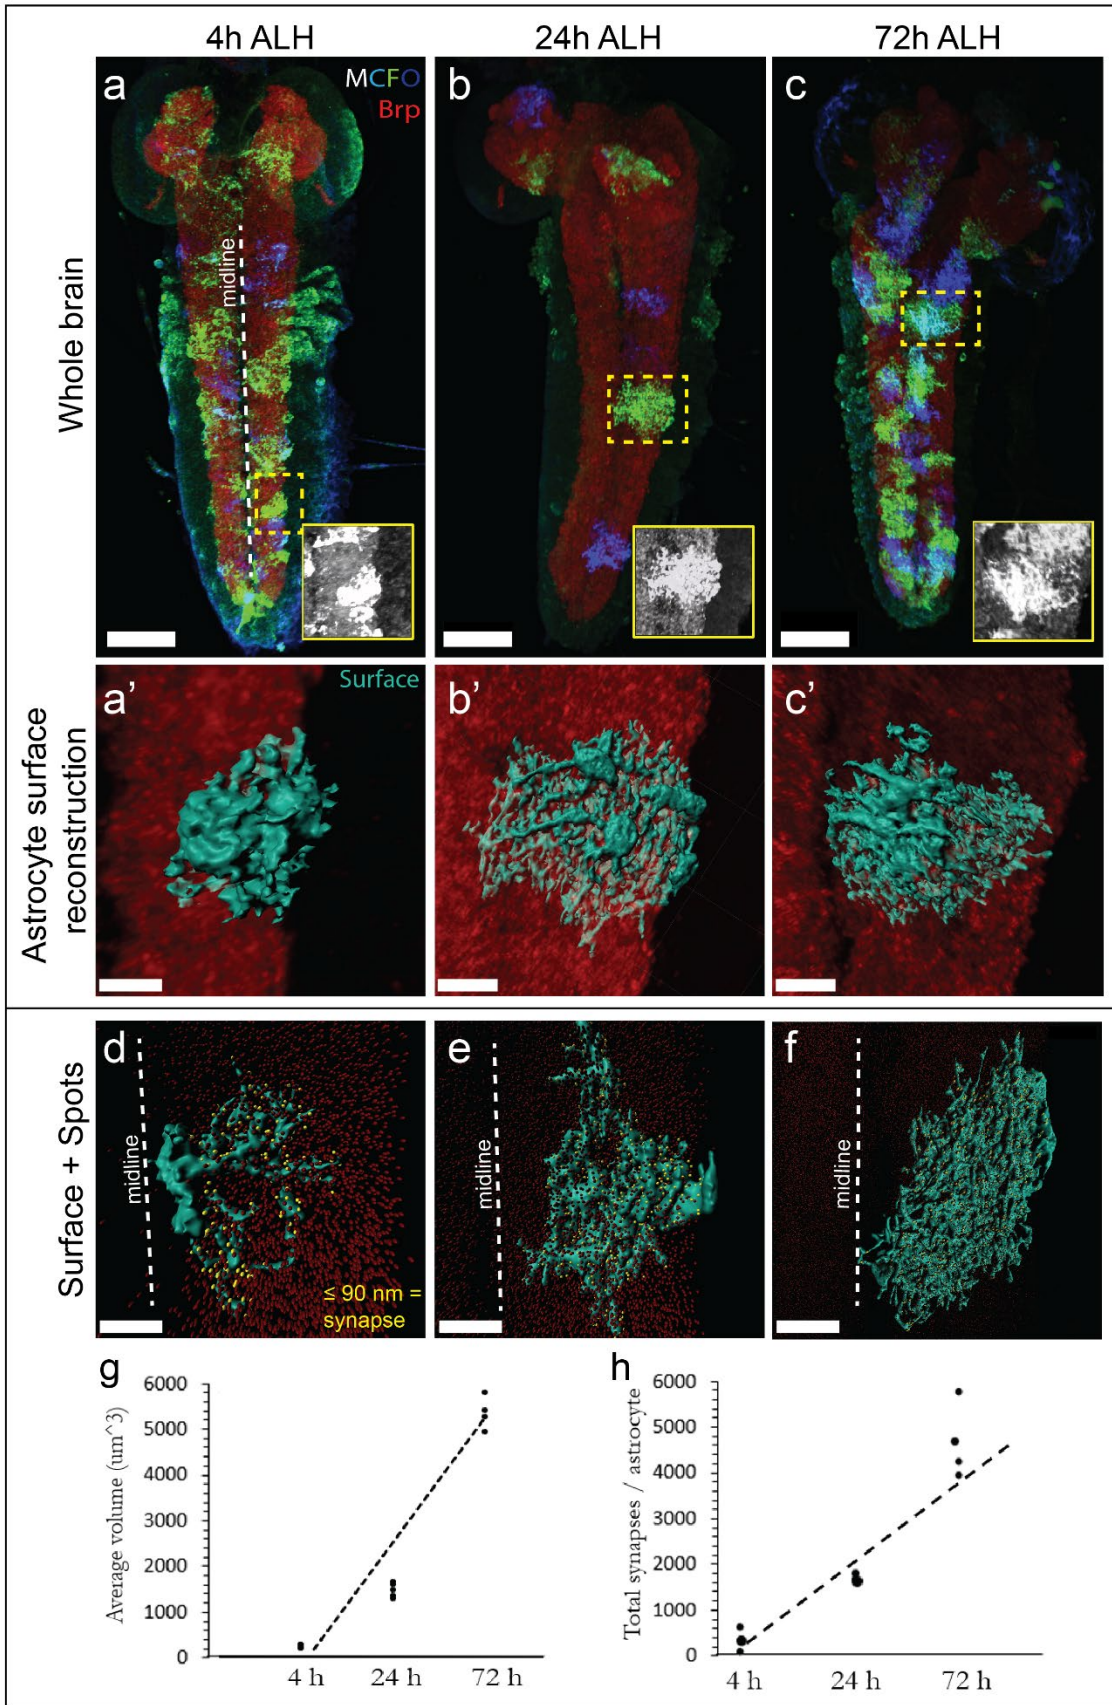 4h ALH 24h ALH 72h ALH
Whole brain
a
MCFO
Brp
midline
b
c
Astrocyte surface
reconstruction
a'
Surface
b'
c'
Surface + Spots
d
midline
≤ 90 nm =
synapse
e
midline
f
midline
g
Average volume (um^3)
6000
5000
4000
3000
2000
1000
0
4 h 24 h 72 h
h
Total synapses / astrocyte
6000
5000
4000
3000
2000
1000
0
4 h 24 h 72 h